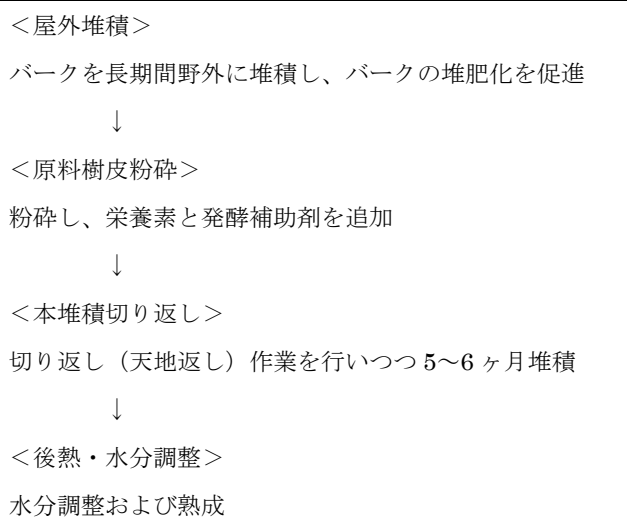 ＜屋外堆積＞
バークを長期間野外に堆積し、バークの堆肥化を促進
↓
＜原料樹皮粉砕＞
粉砕し、栄養素と発酵補助剤を追加
↓
＜本堆積切り返し＞
切り返し（天地返し）作業を行いつつ 5～6 ヶ月堆積
↓
＜後熱・水分調整＞
水分調整および熟成